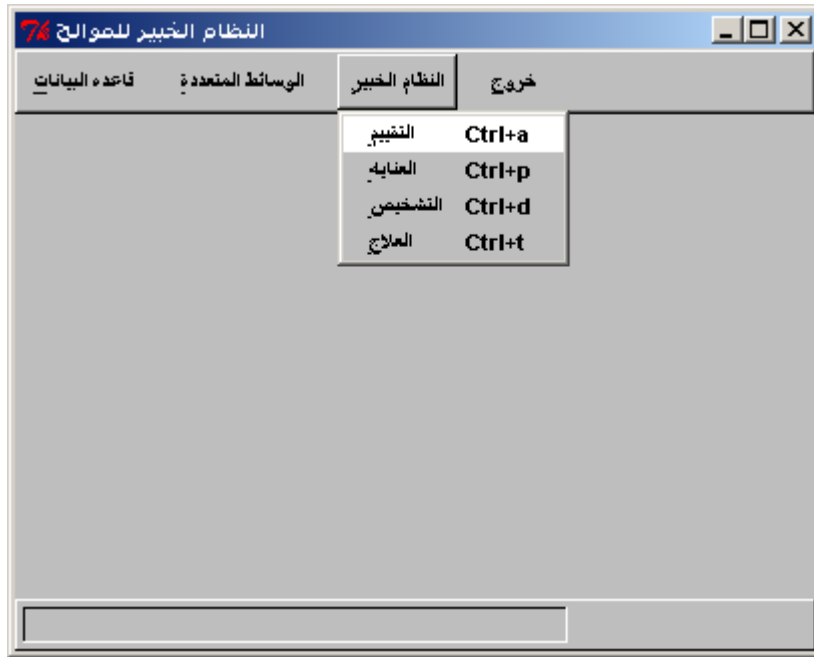 النظام الخبير للموالح
قاعده البيانات الوسائط المتعددة النظام الخبير خروج
التقييم Ctrl+a
العنايه Ctrl+p
التشخيص Ctrl+d
العلاج Ctrl+t